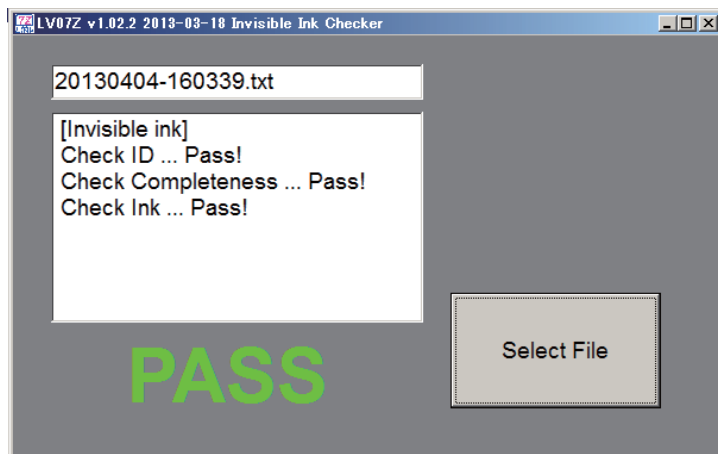 LV07Z v1.02.2 2013-03-18 Invisible Ink Checker
20130404-160339.txt
[Invisible ink]
Check ID ... Pass!
Check Completeness ... Pass!
Check Ink ... Pass!
Select File
PASS